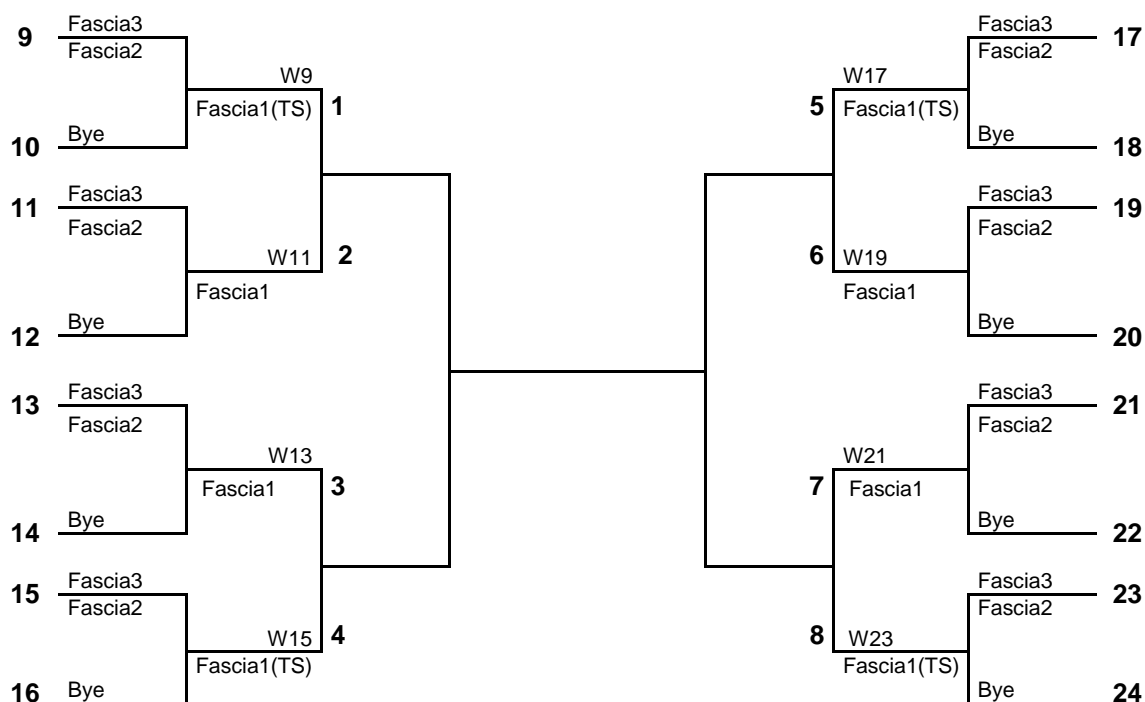 9 Fascia3 Fascia3 17
Fascia2 Fascia2
W9 W17
Fascia1(TS) 1 5 Fascia1(TS)
10 Bye Bye 18
11 Fascia3 Fascia3 19
Fascia2 Fascia2
W11 2 6 W19
Fascia1 Fascia1
12 Bye Bye 20
13 Fascia3 Fascia3 21
Fascia2 Fascia2
W13 W21
Fascia1 3 7 Fascia1
14 Bye Bye 22
15 Fascia3 Fascia3 23
Fascia2 Fascia2
W15 4 8 W23
Fascia1(TS) Fascia1(TS)
16 Bye Bye 24